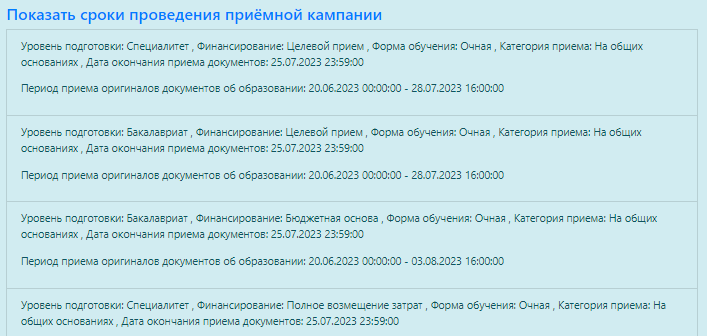 Показать сроки проведения приёмной кампании
Уровень подготовки: Специалитет , Финансирование: Целевой прием , Форма обучения: Очная , Категория приема: На общих
основаниях , Дата окончания приема документов: 25.07.2023 23:59:00
Период приема оригиналов документов об образовании: 20.06.2023 00:00:00 - 28.07.2023 16:00:00
Уровень подготовки: Бакалавриат , Финансирование: Целевой прием , Форма обучения: Очная , Категория приема: На общих
основаниях , Дата окончания приема документов: 25.07.2023 23:59:00
Период приема оригиналов документов об образовании: 20.06.2023 00:00:00 - 28.07.2023 16:00:00
Уровень подготовки: Бакалавриат , Финансирование: Бюджетная основа , Форма обучения: Очная , Категория приема: На общих
основаниях , Дата окончания приема документов: 25.07.2023 23:59:00
Период приема оригиналов документов об образовании: 20.06.2023 00:00:00 - 03.08.2023 16:00:00
Уровень подготовки: Специалитет , Финансирование: Полное возмещение затрат , Форма обучения: Очная , Категория приема: На
общих основаниях , Дата окончания приема документов: 25.07.2023 23:59:00